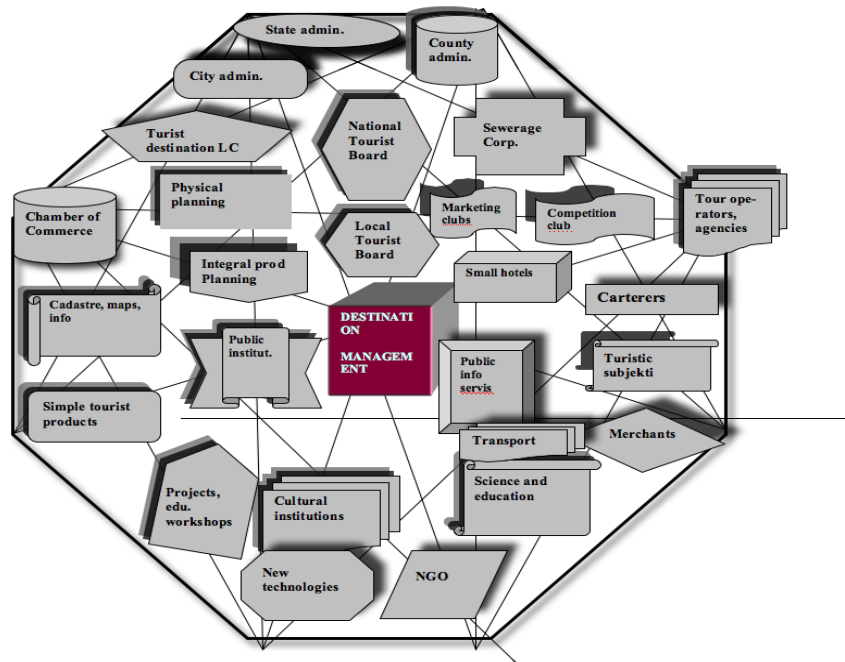 State admin.
County
admin.
City admin.
Turist
destination LC
National
Tourist
Board
Sewerage
Corp.
Physical
planning
Chamber of
Commerce
Marketing
clubs
Competition
club
Tour ope-
rators,
agencies
Local
Tourist
Board
Integral prod
Planning
Small hotels
Cadastre, maps,
info
Carterers
DESTINATI
ON
MANAGEM
ENT
Public
institut.
Public
info
servis
Turistic
subjekti
Simple tourist
products
Transport
Merchants
Projects,
edu.
workshops
Cultural
institutions
Science and
education
New
technologies
NGO